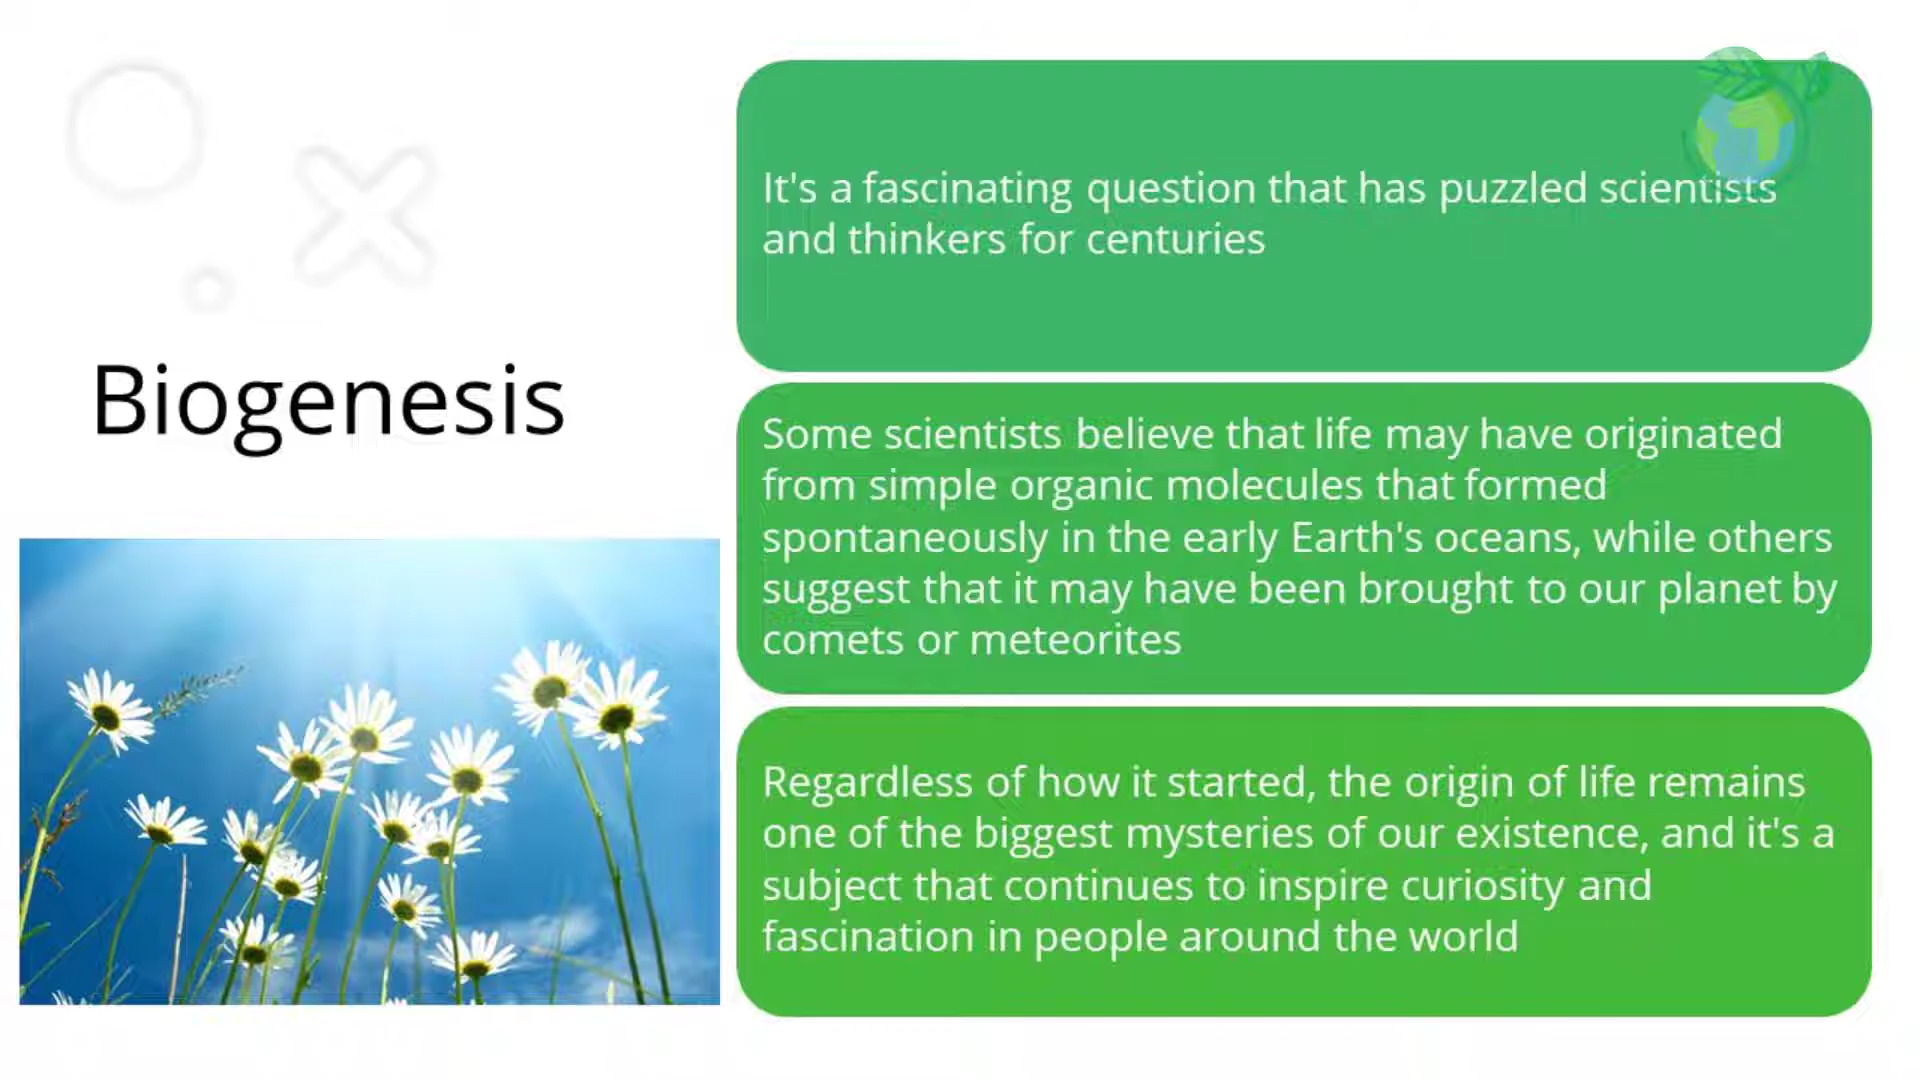 Biogenesis
It's a fascinating question that has puzzled scientists
and thinkers for centuries
Some scientists believe that life may have originated
from simple organic molecules that formed
spontaneously in the early Earth's oceans, while others
suggest that it may have been brought to our planet by
comets or meteorites
Regardless of how it started, the origin of life remains
one of the biggest mysteries of our existence, and it's a
subject that continues to inspire curiosity and
fascination in people around the world